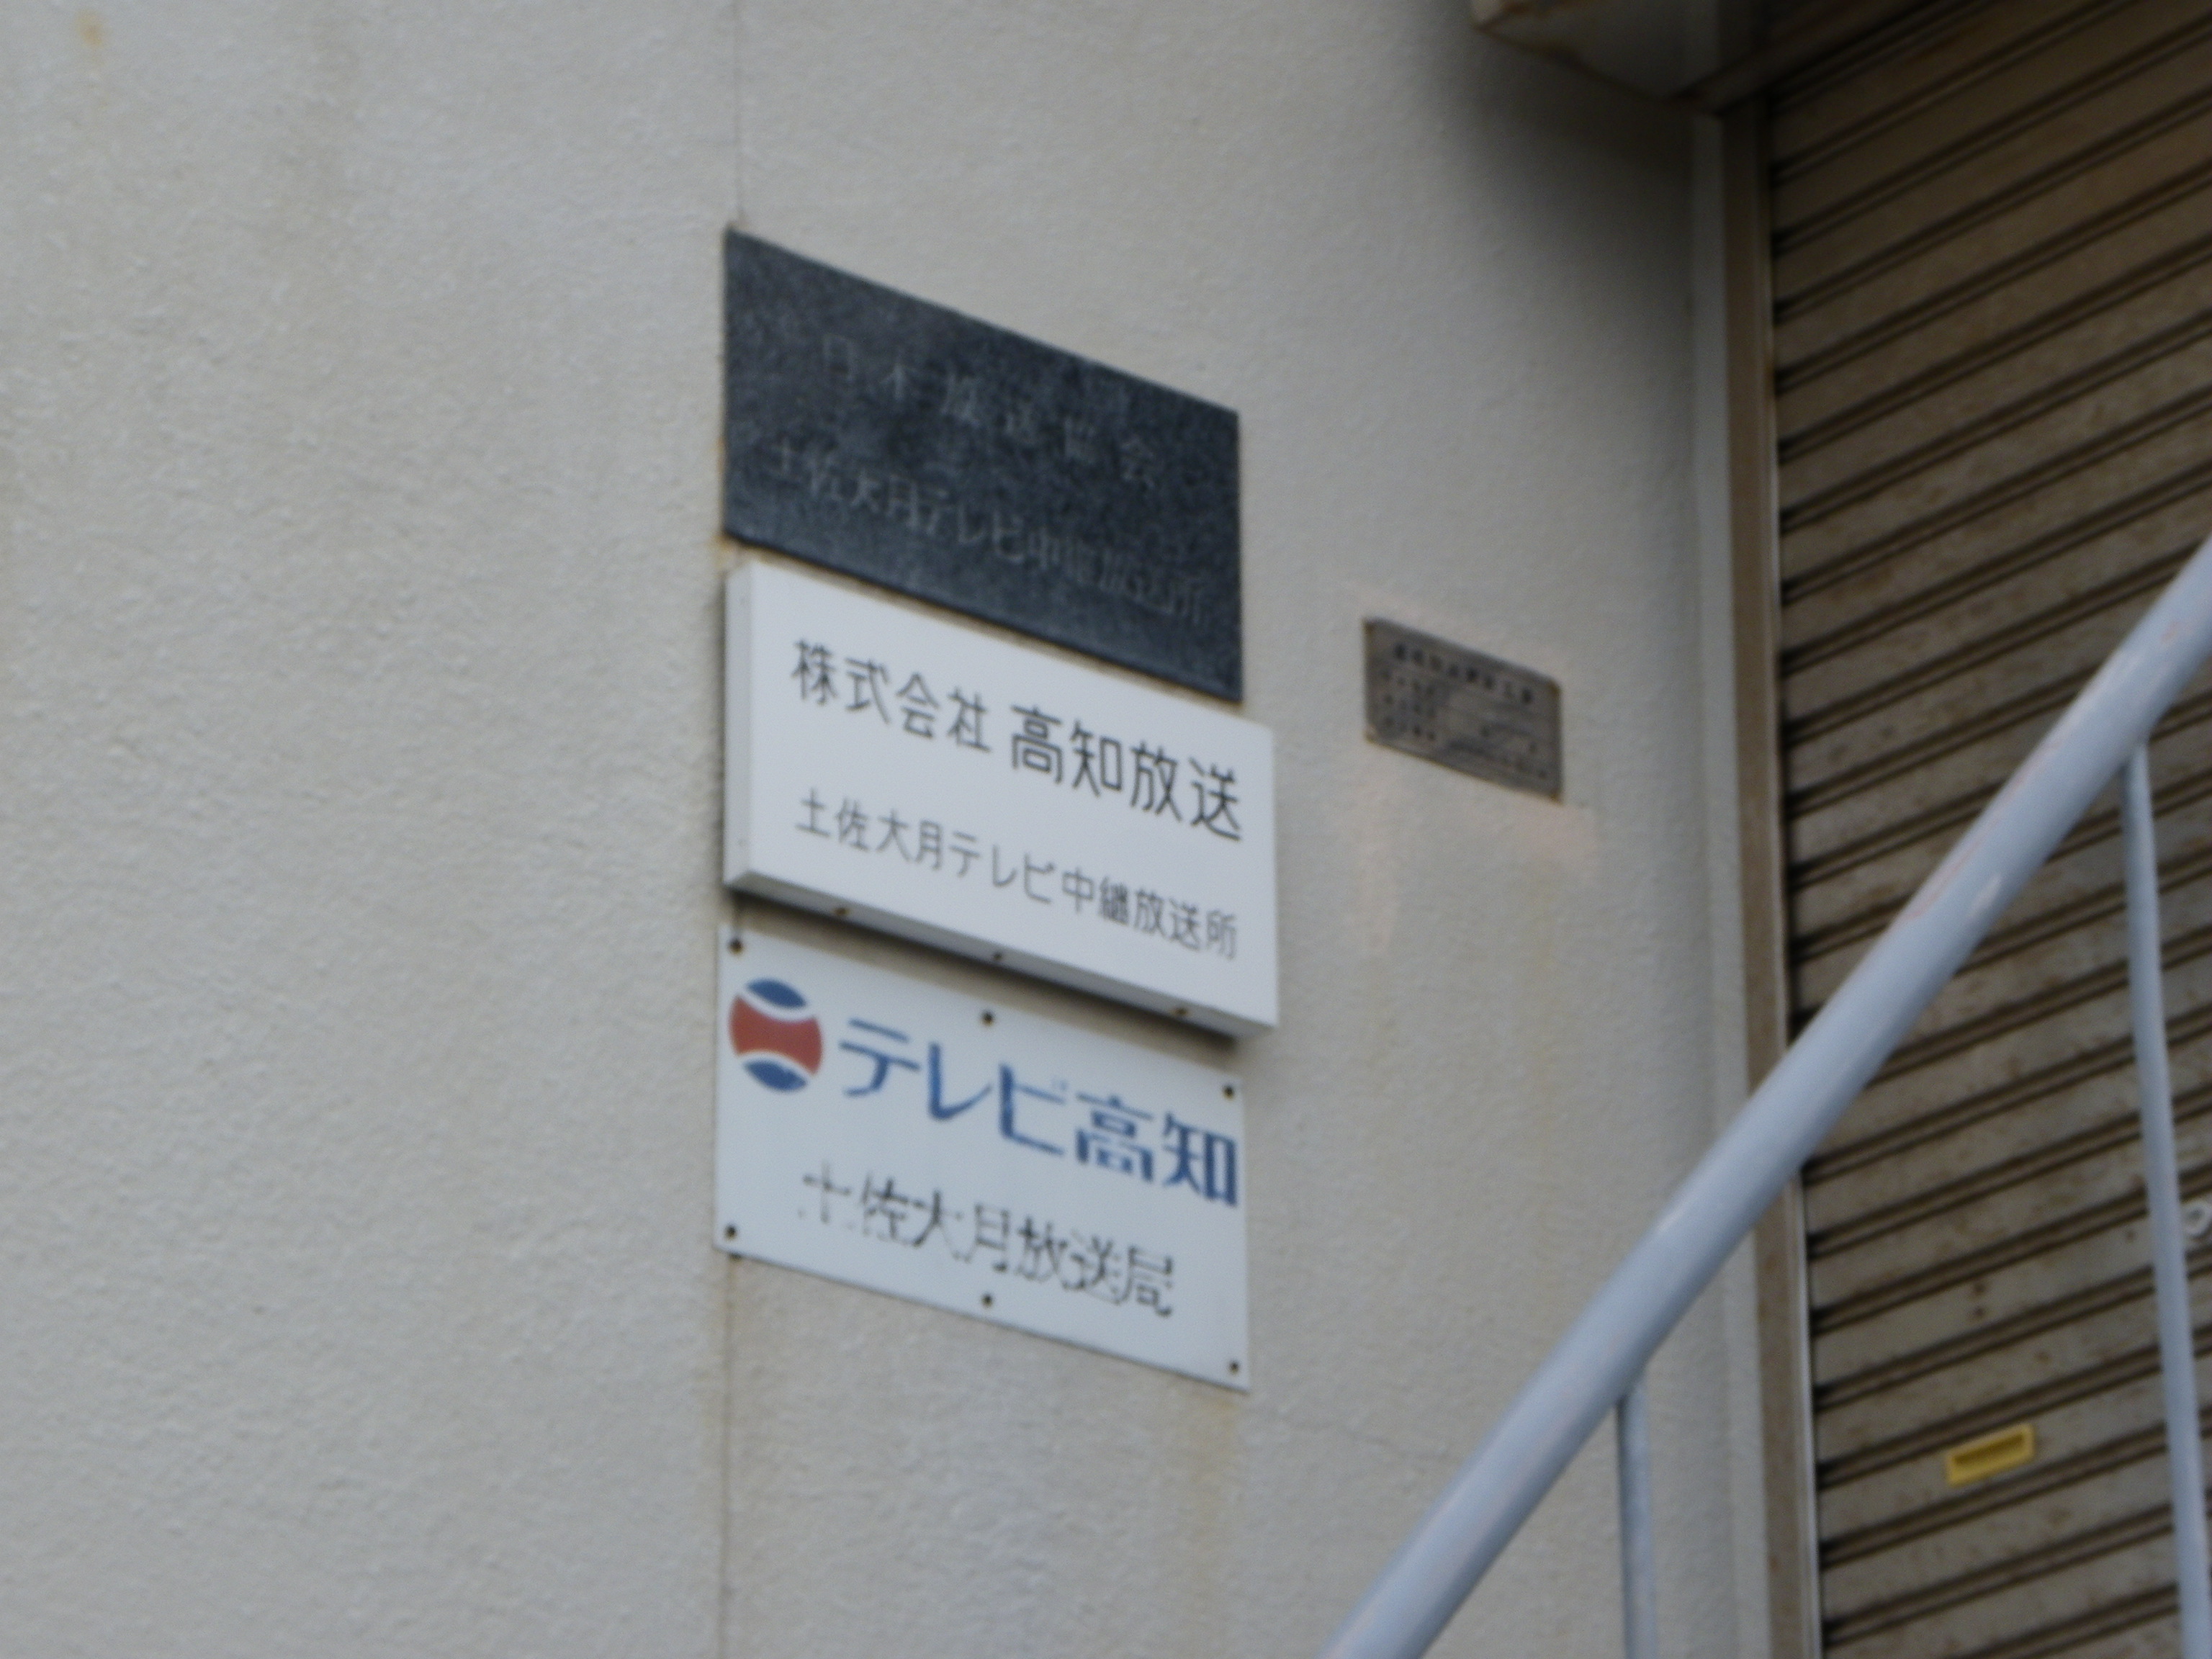 日本放送協会
土佐大月テレビ中継放送所
株式会社 高知放送
土佐大月テレビ中継放送所
テレビ高知
土佐大月放送局